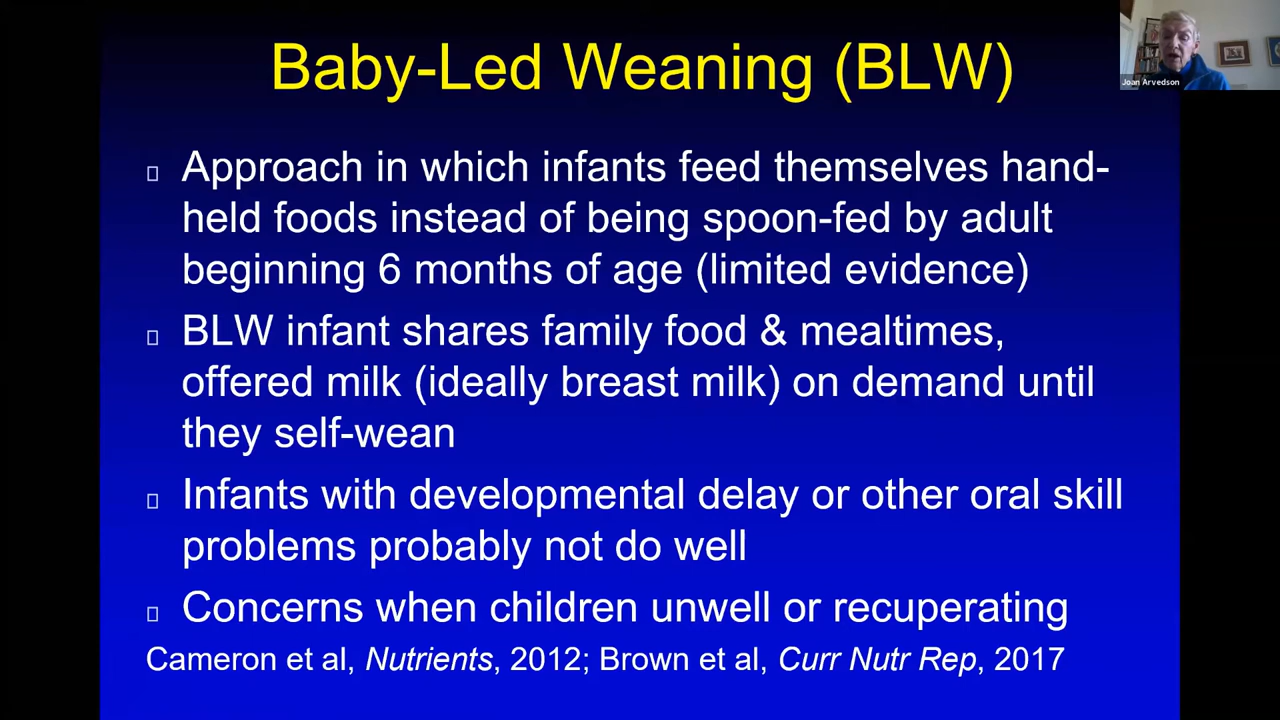 Baby-Led Weaning (BLW)
Joan Arvedson
Approach in which infants feed themselves hand-
held foods instead of being spoon-fed by adult
beginning 6 months of age (limited evidence)
BLW infant shares family food & mealtimes,
offered milk (ideally breast milk) on demand until
they self-wean
Infants with developmental delay or other oral skill
problems probably not do well
Concerns when children unwell or recuperating
Cameron et al, Nutrients, 2012; Brown et al, Curr Nutr Rep, 2017